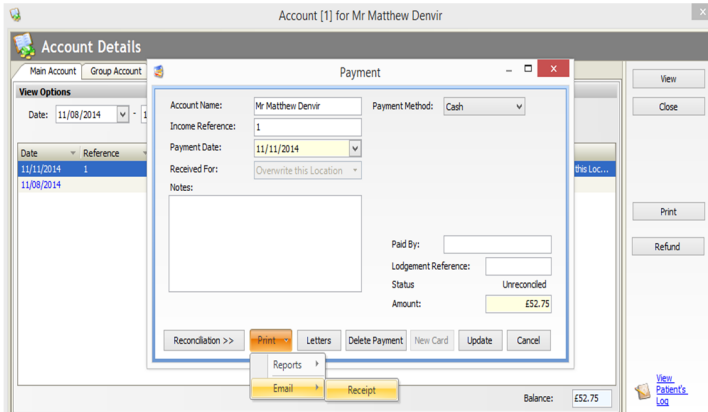 Account [1] for Mr Matthew Denvir
Account Details
Main Account
Group Account
View Options
Date: 11/08/2014 - 1
Date Reference
11/11/2014 1 this Loc...
11/08/2014
Payment
Account Name: Mr Matthew Denvir
Payment Method: Cash
Income Reference: 1
Payment Date: 11/11/2014
Received For: Overwrite this Location
Notes:
Paid By:
Lodgement Reference:
Status Unreconciled
Amount: £52.75
Reconciliation >> Print Letters Delete Payment New Card Update Cancel
Reports
Email Receipt
View
Close
Print
Refund
View
Patient's
Log
Balance: £52.75